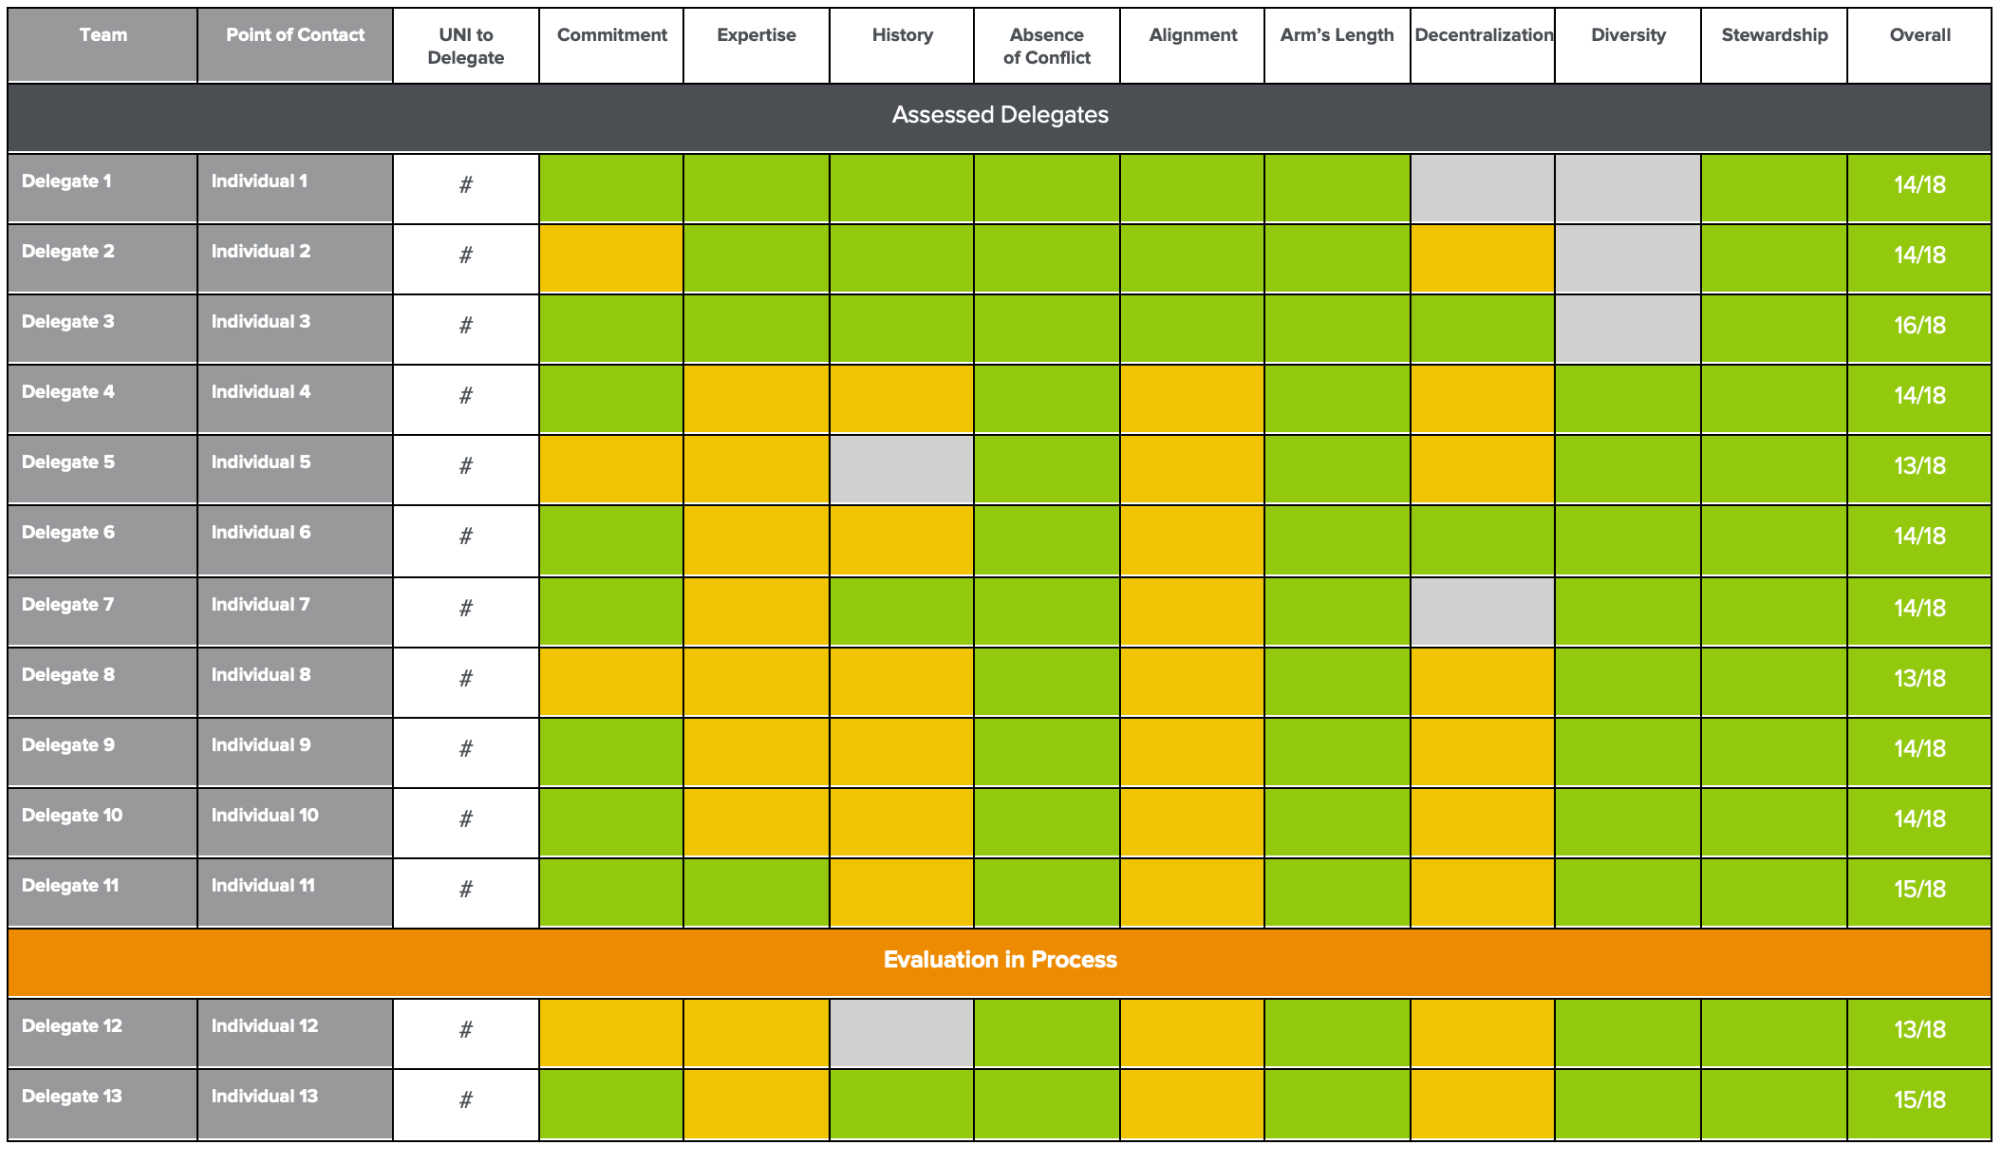 Team Point of Contact UNI to Delegate Commitment Expertise History Absence of Conflict Alignment Arm's Length Decentralization Diversity Stewardship Overall
Assessed Delegates
Delegate 1 Individual 1 # 14/18
Delegate 2 Individual 2 # 14/18
Delegate 3 Individual 3 # 16/18
Delegate 4 Individual 4 # 14/18
Delegate 5 Individual 5 # 13/18
Delegate 6 Individual 6 # 14/18
Delegate 7 Individual 7 # 14/18
Delegate 8 Individual 8 # 13/18
Delegate 9 Individual 9 # 14/18
Delegate 10 Individual 10 # 14/18
Delegate 11 Individual 11 # 15/18
Evaluation in Process
Delegate 12 Individual 12 # 13/18
Delegate 13 Individual 13 # 15/18